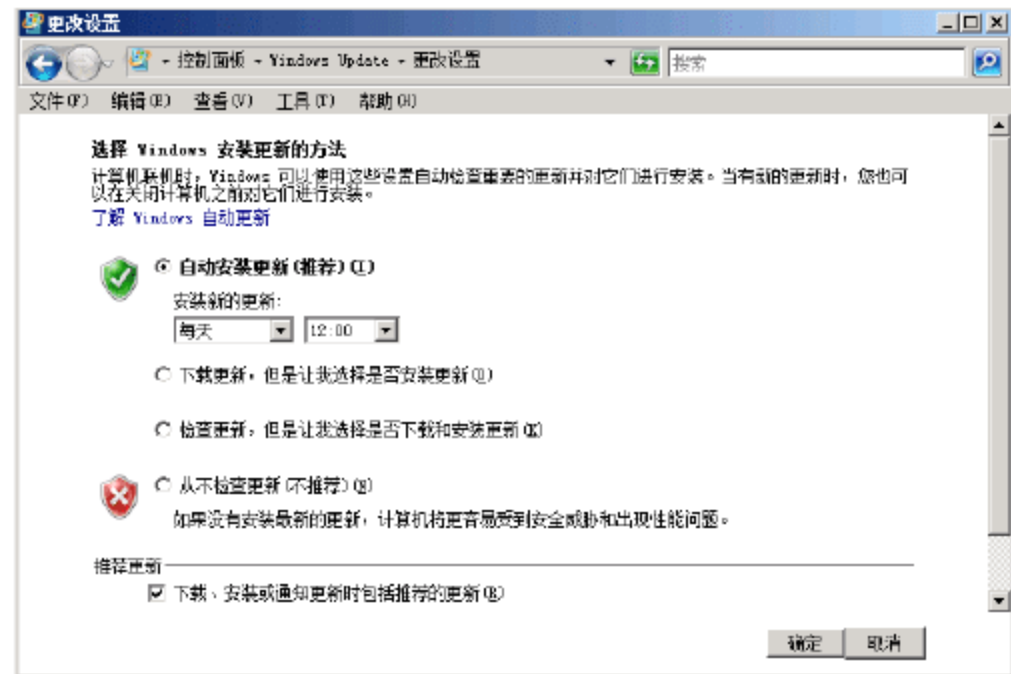 更改设置
控制面板 - Windows Update - 更改设置
搜索
文件(F) 编辑(E) 查看(V) 工具(T) 帮助(H)
选择 Windows 安装更新的方法
计算机联机时，Windows 可以使用这些设置自动检查重要的更新并对它们进行安装。当有新的更新时，您也可
以在关闭计算机之前对它们进行安装。
了解 Windows 自动更新
自动安装更新(推荐)(I)
安装新的更新:
每天 12:00
下载更新，但是让我选择是否安装更新(D)
检查更新，但是让我选择是否下载和安装更新(K)
从不检查更新(不推荐)(N)
如果没有安装最新的更新，计算机将更容易受到安全威胁和出现性能问题。
推荐更新
下载、安装或通知更新时包括推荐的更新(R)
确定 取消